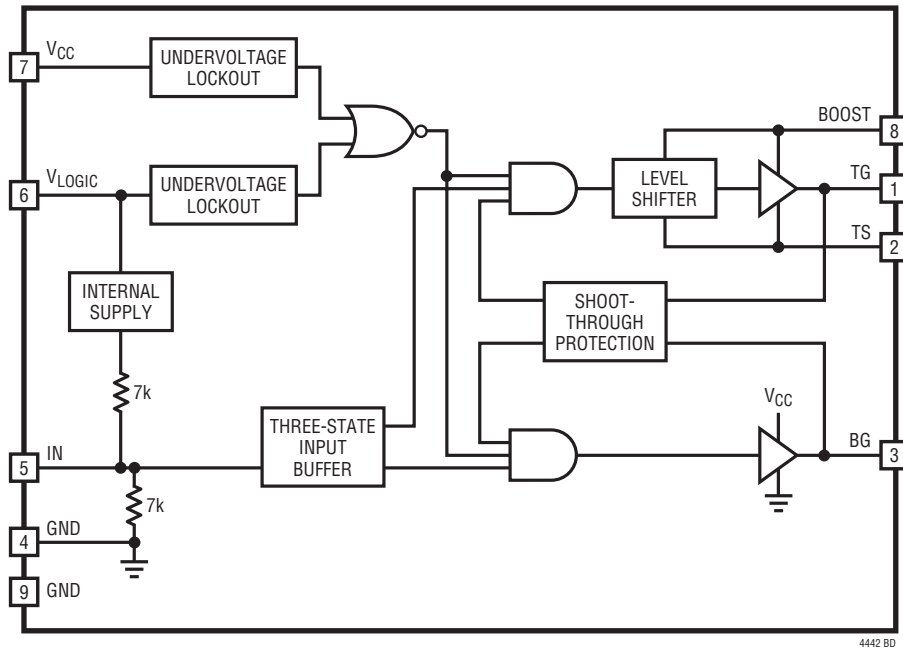 7
VCC
UNDERVOLTAGE
LOCKOUT
6
VLOGIC
UNDERVOLTAGE
LOCKOUT
BOOST
8
LEVEL
SHIFTER
TG
1
TS
2
INTERNAL
SUPPLY
SHOOT-
THROUGH
PROTECTION
7k
VCC
5
IN
THREE-STATE
INPUT
BUFFER
BG
3
7k
4
GND
9
GND
4442 BD